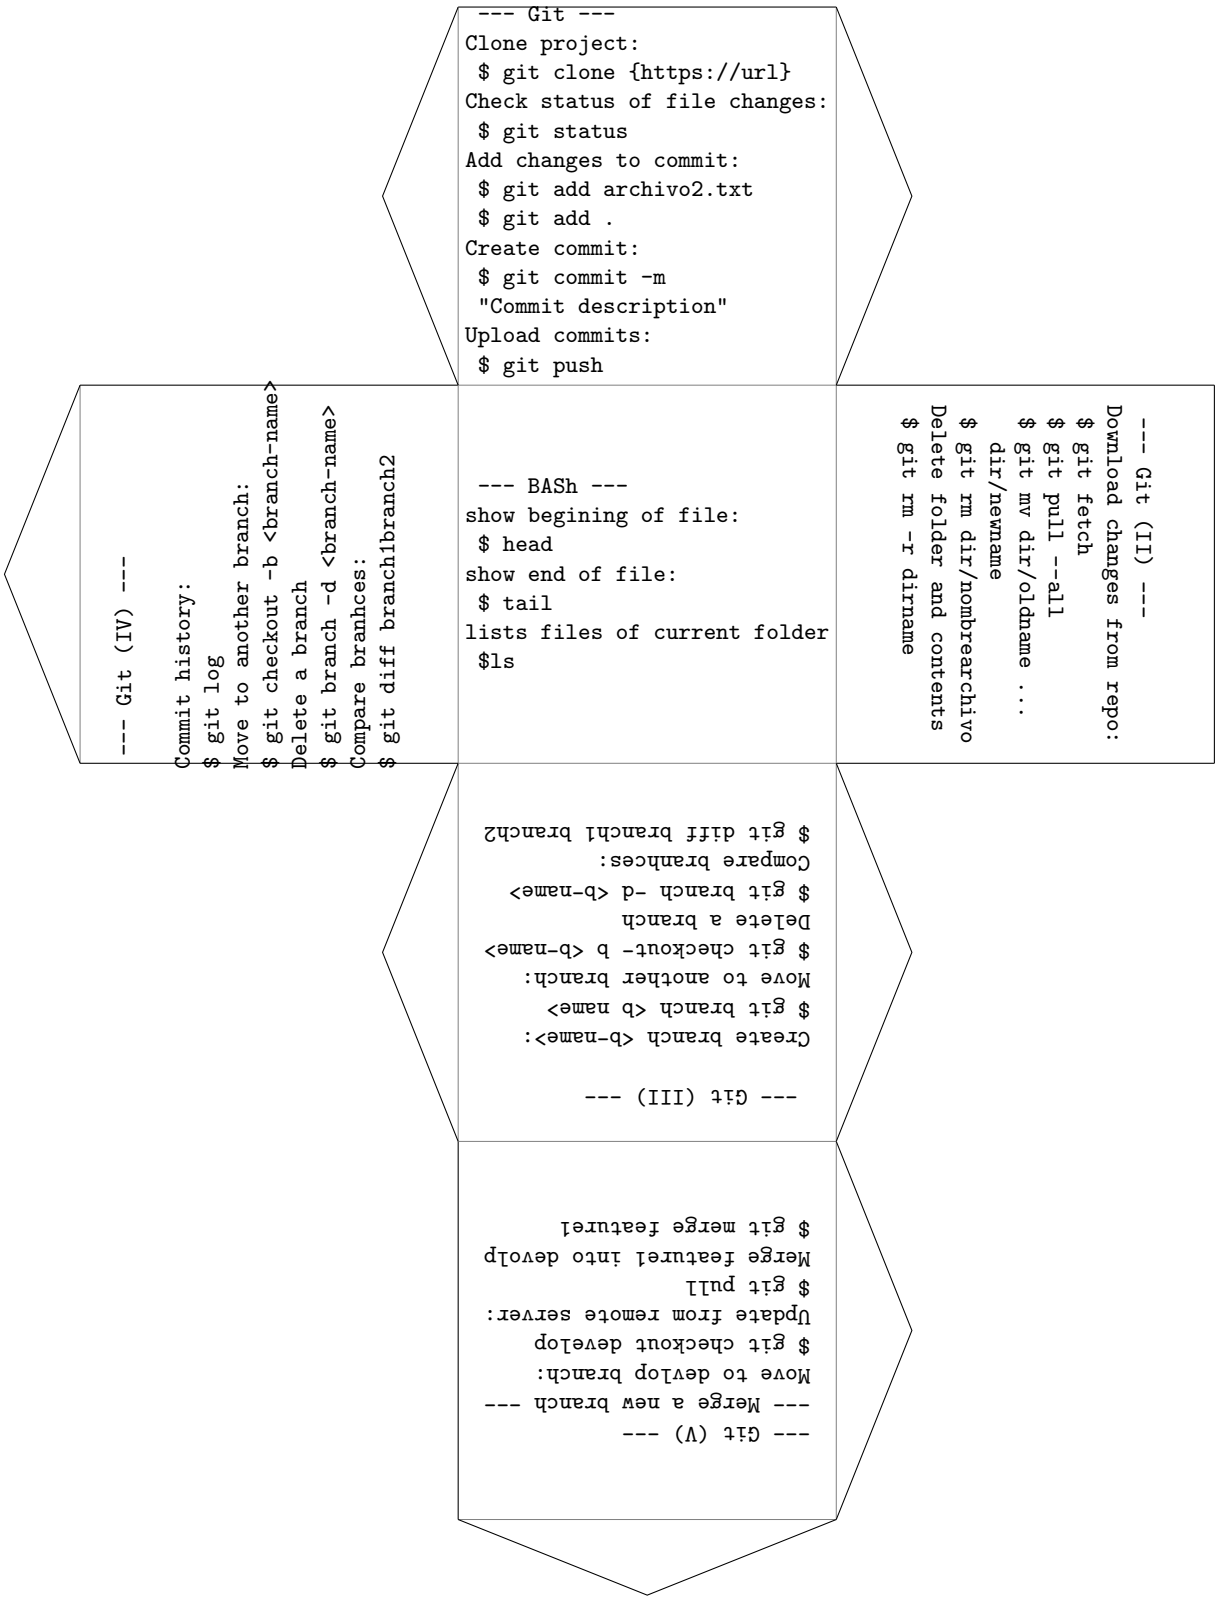 --- Git ---
Clone project:
$ git clone {https://url}
Check status of file changes:
$ git status
Add changes to commit:
$ git add archivo2.txt
$ git add .
Create commit:
$ git commit -m
"Commit description"
Upload commits:
$ git push
--- Git (IV) ---
Commit history:
$ git log
Move to another branch:
$ git checkout -b <branch-name>
Delete a branch
$ git branch -d <branch-name>
Compare branhces:
$ git diff branch1branch2
--- BASh ---
show begining of file:
$ head
show end of file:
$ tail
lists files of current folder
$ls
--- Git (II) ---
Download changes from repo:
$ git fetch
$ git pull --all
$ git mv dir/oldname ...
dir/newname
$ git rm dir/nombrearchivo
Delete folder and contents
$ git rm -r dirname
--- Git (III) ---
Create branch <b-name>:
$ git branch <b name>
Move to another branch:
$ git checkout- b <b-name>
Delete a branch
$ git branch -d <b-name>
Compare branhces:
$ git diff branch1 branch2
--- Git (V) ---
--- Merge a new branch ---
Move to devlop branch:
$ git checkout develop
Update from remote server:
$ git pull
Merge feature1 into devolp
$ git merge feature1